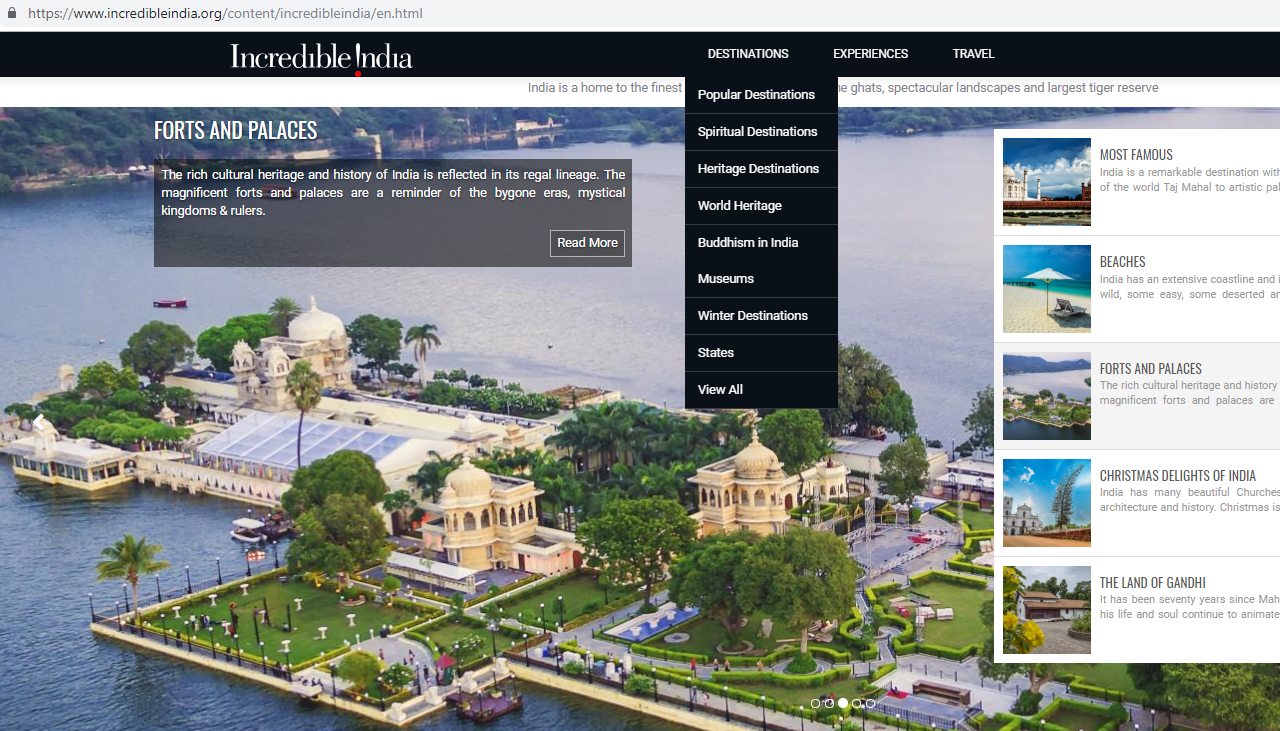 https://www.incredibleindia.org/content/incredibleindia/en.html
Incredıble!ndıa
DESTINATIONS
EXPERIENCES
TRAVEL
India is a home to the finest
ghats, spectacular landscapes and largest tiger reserve
Popular Destinations
Spiritual Destinations
Heritage Destinations
World Heritage
Buddhism in India
Museums
Winter Destinations
States
View All
FORTS AND PALACES
The rich cultural heritage and history of India is reflected in its regal lineage. The
magnificent forts and palaces are a reminder of the bygone eras, mystical
kingdoms & rulers.
Read More
MOST FAMOUS
India is a remarkable destination with
of the world Taj Mahal to artistic
BEACHES
India has an extensive coastline and
wild, some easy, some deserted
FORTS AND PALACES
The rich cultural heritage and history
magnificent forts and palaces are
CHRISTMAS DELIGHTS OF INDIA
India has many beautiful Churches
architecture and history. Christmas is
THE LAND OF GANDHI
It has been seventy years since
his life and soul continue to animate